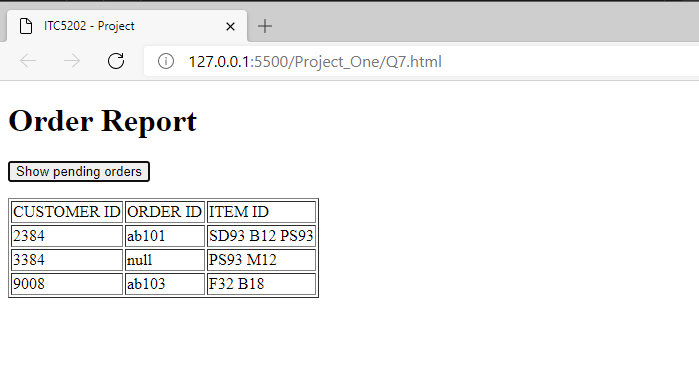 ITC5202 - Project
127.0.0.1:5500/Project_One/Q7.html
Order Report
Show pending orders
CUSTOMER ID ORDER ID ITEM ID
2384 ab101 SD93 B12 PS93
3384 null PS93 M12
9008 ab103 F32 B18